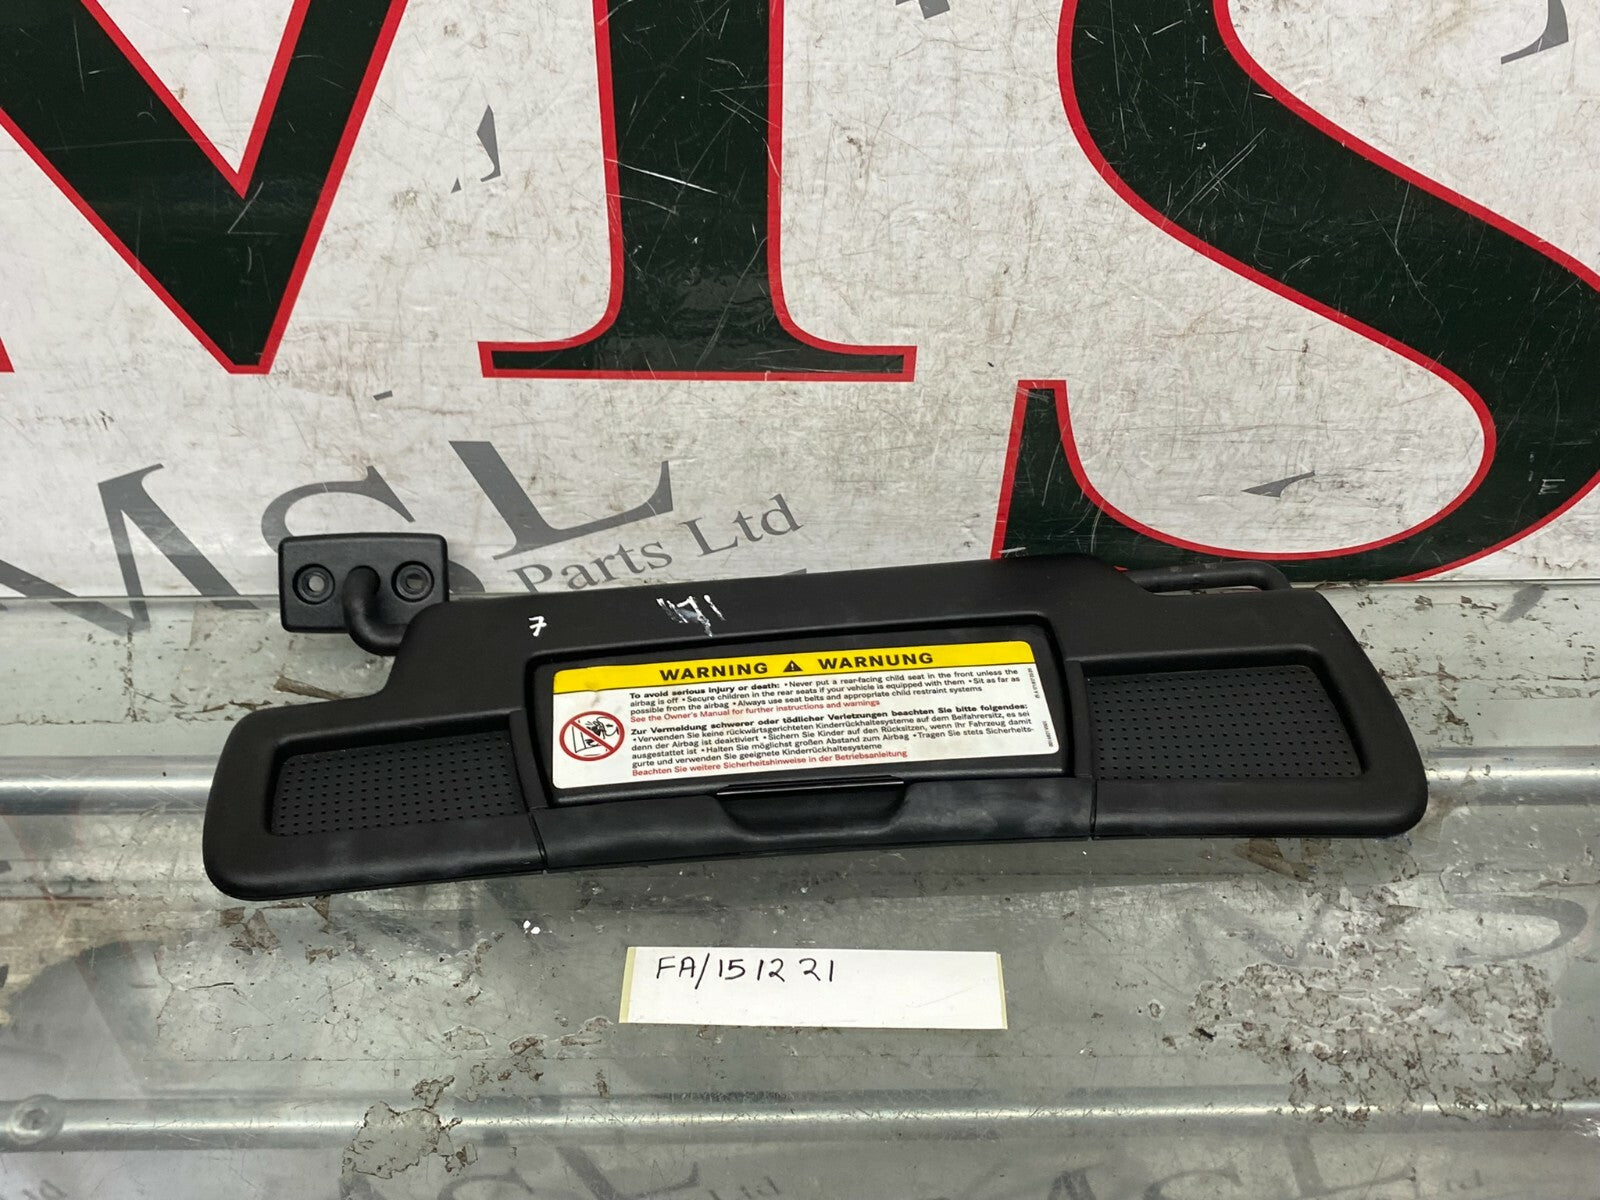 MSL
Parts Ltd
7
WARNING WARNUNG
To avoid serious injury or death: • Never put a rear-facing child seat in the front unless the
airbag is off • Secure children in the rear seats if your vehicle is equipped with them • Sit as far as
possible from the airbag • Always use seat belts and appropriate child restraint systems
See the Owner's Manual for further instructions and warnings
Zur Vermeidung schwerer oder tödlicher Verletzungen beachten Sie bitte folgendes:
• Verwenden Sie keine rückwärtsgerichteten Kinderrückhaltesysteme auf dem Beifahrersitz, es sei
denn der Airbag ist deaktiviert • Sichern Sie Kinder auf den Rücksitzen, wenn Ihr Fahrzeug damit
ausgestattet ist • Halten Sie möglichst großen Abstand zum Airbag • Tragen Sie stets Sicherheits-
gurte und verwenden Sie geeignete Kinderrückhaltesysteme
Beachten Sie weitere Sicherheitshinweise in der Betriebsanleitung
FA/151221